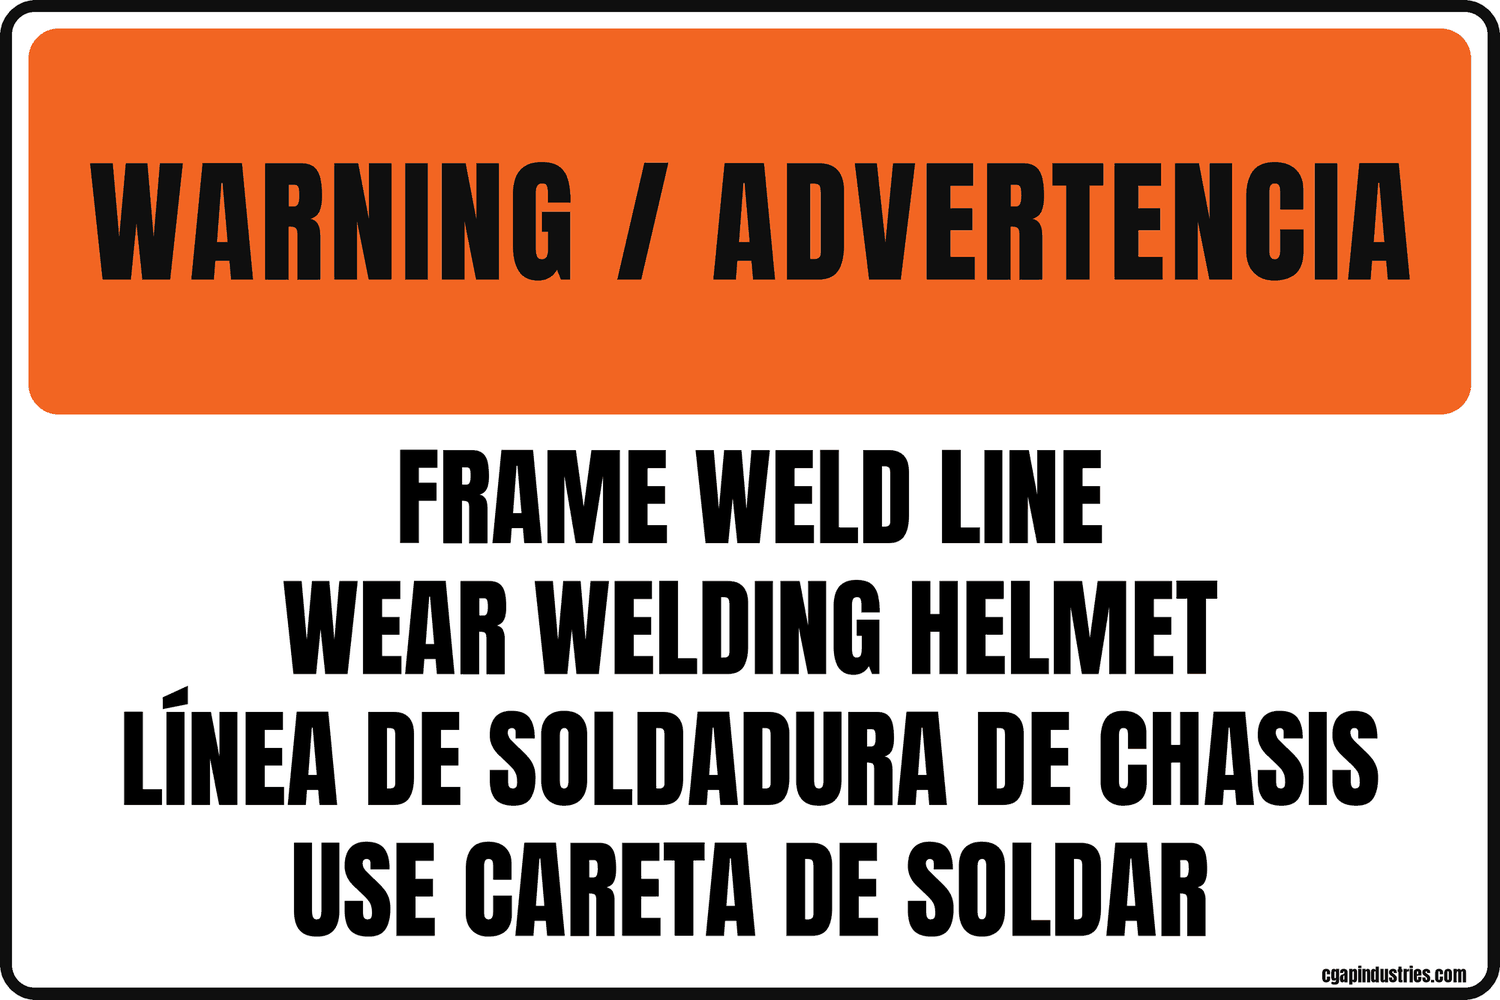 WARNING / ADVERTENCIA
FRAME WELD LINE
WEAR WELDING HELMET
LÍNEA DE SOLDADURA DE CHASIS
USE CARETA DE SOLDAR
cgapindustries.com